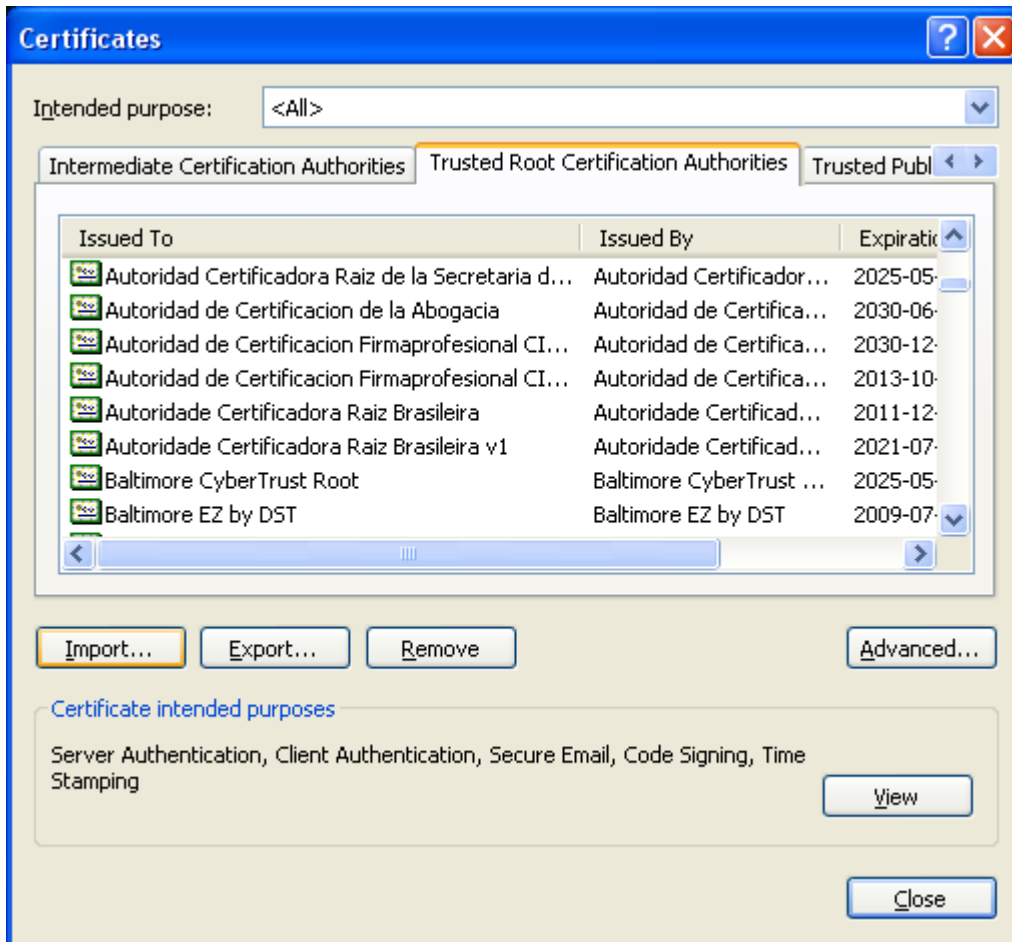 Certificates
Intended purpose: <All>
Intermediate Certification Authorities Trusted Root Certification Authorities Trusted Publ
Issued To Issued By Expiratic
Autoridad Certificadora Raiz de la Secretaria d... Autoridad Certificador... 2025-05-
Autoridad de Certificacion de la Abogacia Autoridad de Certifica... 2030-06-
Autoridad de Certificacion Firmaprofesional CI... Autoridad de Certifica... 2030-12-
Autoridad de Certificacion Firmaprofesional CI... Autoridad de Certifica... 2013-10-
Autoridade Certificadora Raiz Brasileira Autoridade Certificad... 2011-12-
Autoridade Certificadora Raiz Brasileira v1 Autoridade Certificad... 2021-07-
Baltimore CyberTrust Root Baltimore CyberTrust ... 2025-05-
Baltimore EZ by DST Baltimore EZ by DST 2009-07-
Import... Export... Remove Advanced...
Certificate intended purposes
Server Authentication, Client Authentication, Secure Email, Code Signing, Time
Stamping
View
Close